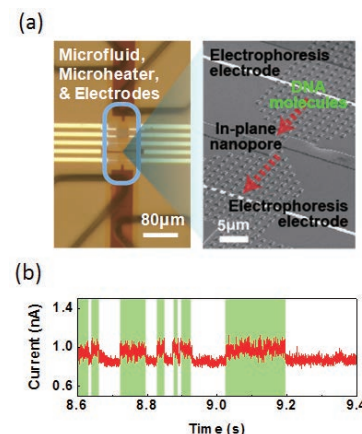 (a)
Microfluid,
Microheater,
& Electrodes
80μm
Electrophoresis
electrode
DNA
molecules
In-plane
nanopore
Electrophoresis
5μm electrode
(b)
Current (nA)
1.4
1.0
0.6
8.6 8.8 9.0 9.2 9.4
Time (s)